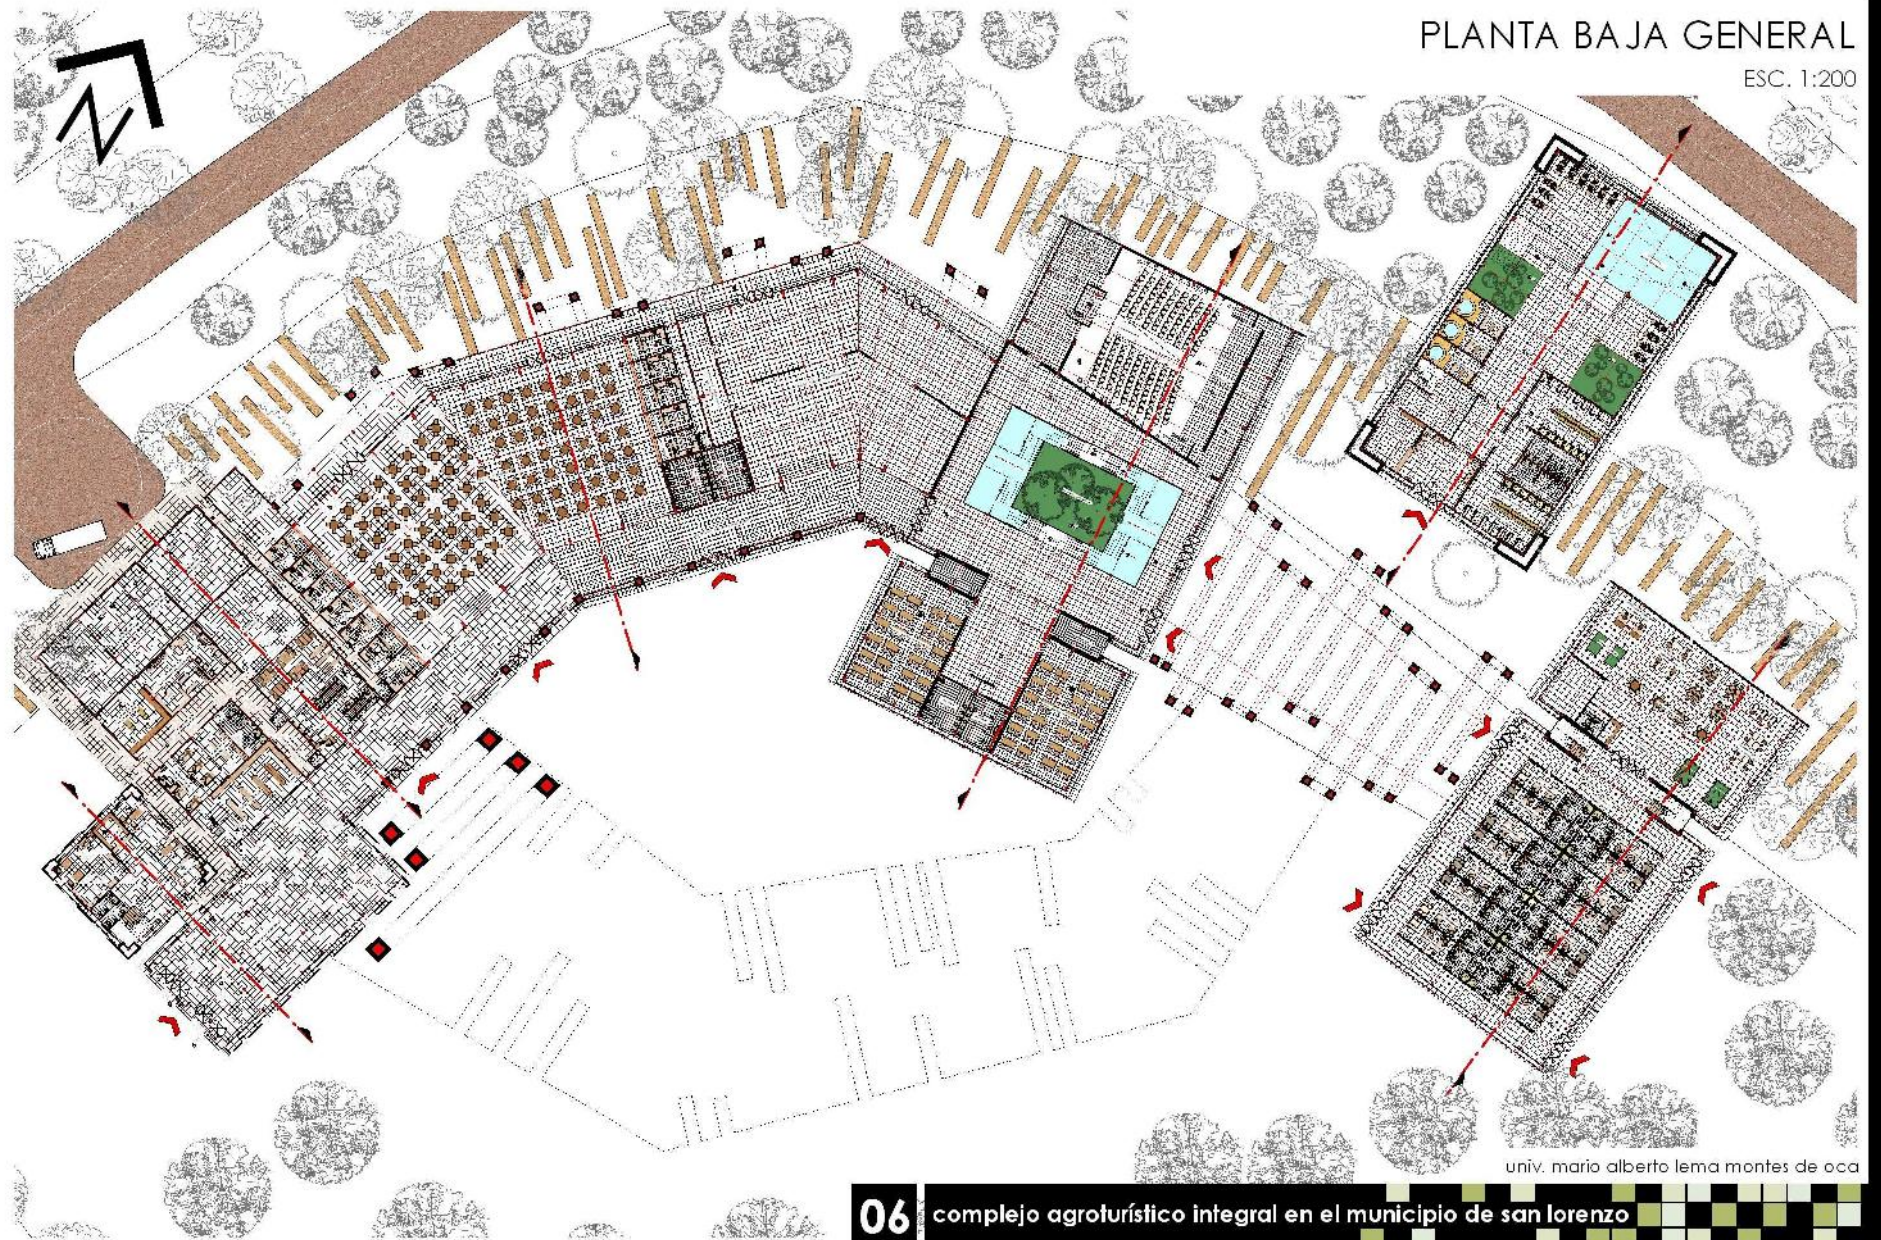 PLANTA BAJA GENERAL
ESC. 1:200
N
univ. mario alberto lema montes de oca
06
complejo agroturístico integral en el municipio de san lorenzo